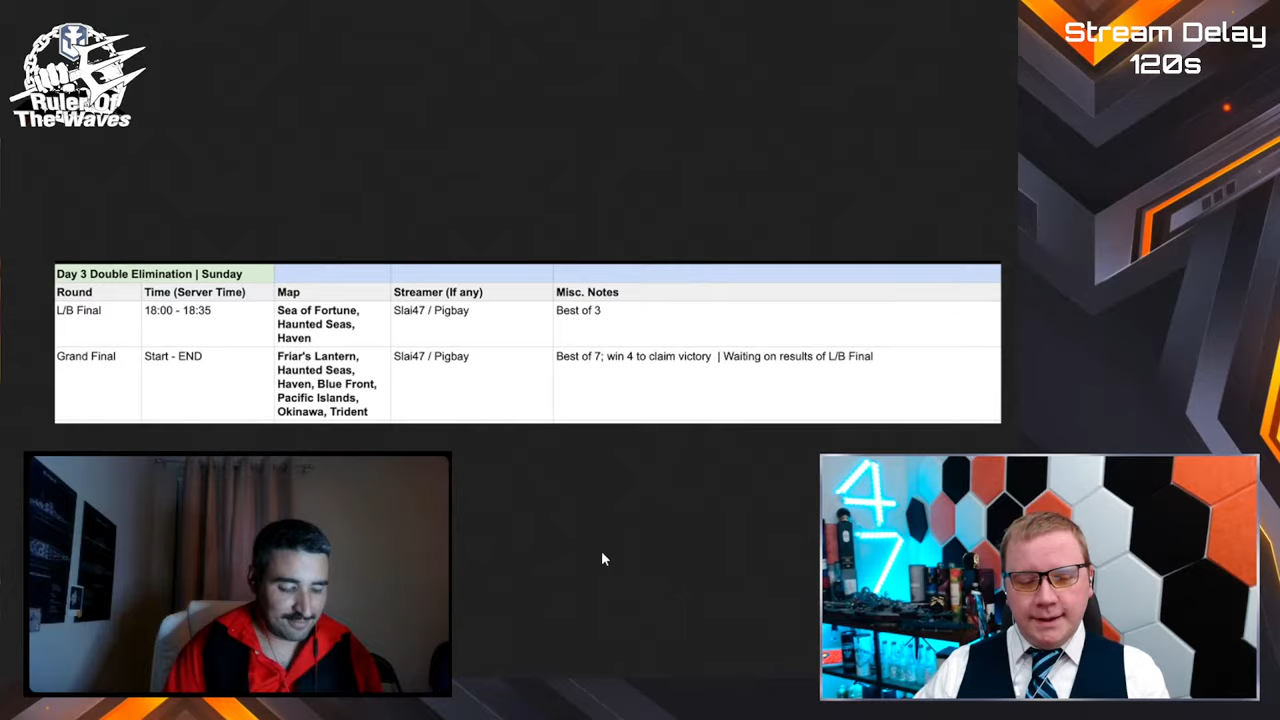 Ruler Of
The Waves
Stream Delay
120s
Day 3 Double Elimination | Sunday
Round Time (Server Time) Map Streamer (If any) Misc. Notes
L/B Final 18:00 - 18:35 Sea of Fortune, Slai47 / Pigbay Best of 3
Haunted Seas,
Haven
Grand Final Start - END Friar's Lantern, Slai47 / Pigbay Best of 7; win 4 to claim victory | Waiting on results of L/B Final
Haunted Seas,
Haven, Blue Front,
Pacific Islands,
Okinawa, Trident
47